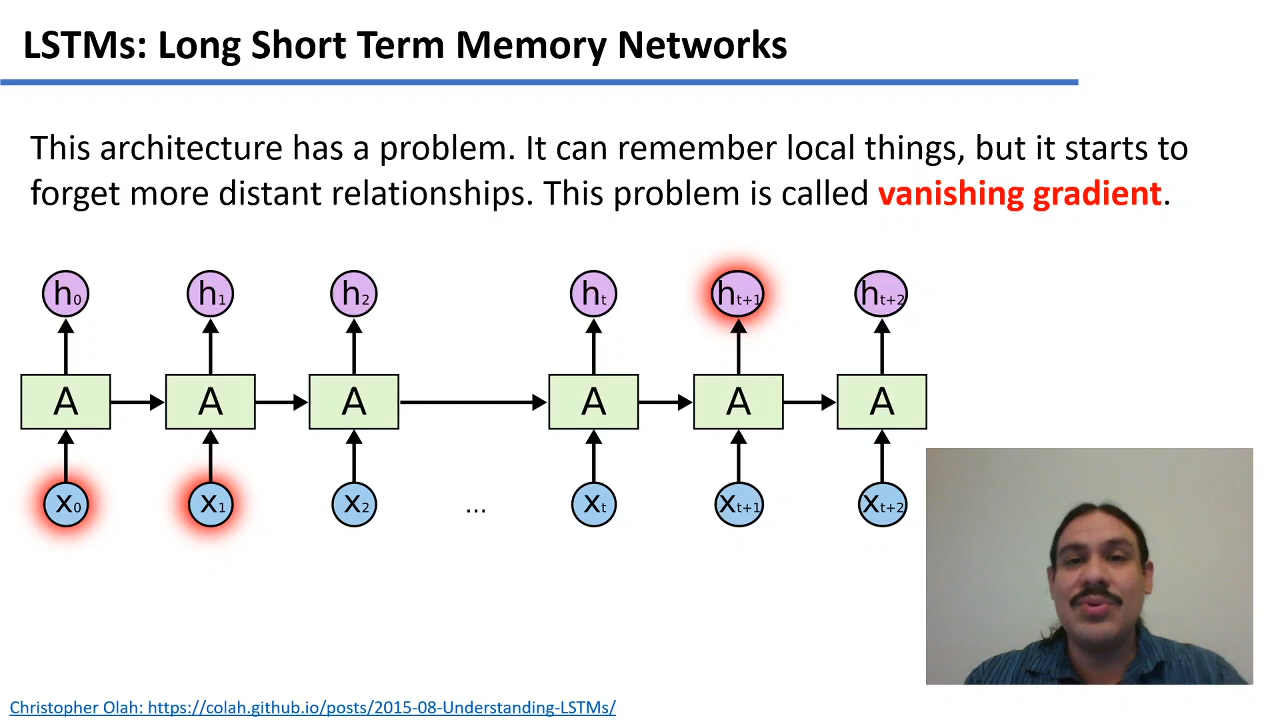 LSTMs: Long Short Term Memory Networks
This architecture has a problem. It can remember local things, but it starts to
forget more distant relationships. This problem is called vanishing gradient.
h0 h1 h2 ht ht+1 ht+2
A A A A A A
x0 x1 x2 ... xt xt+1 xt+2
Christopher Olah: https://colah.github.io/posts/2015-08-Understanding-LSTMs/